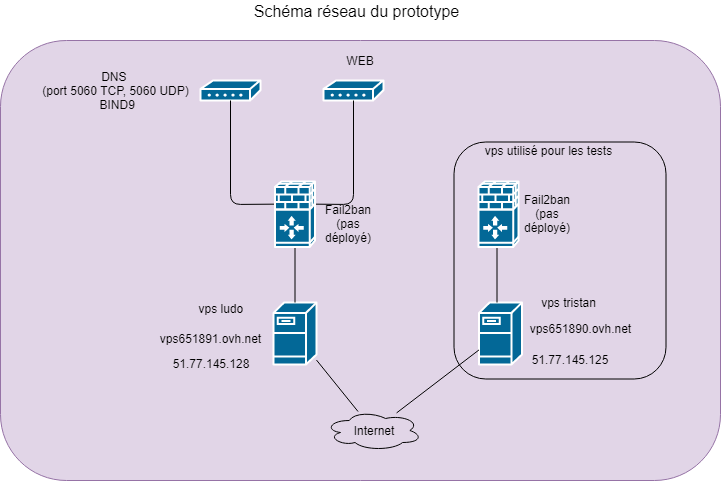 Schéma réseau du prototype
DNS
(port 5060 TCP, 5060 UDP)
BIND9
WEB
Fail2ban
(pas
déployé)
vps ludo
vps651891.ovh.net
51.77.145.128
vps utilisé pour les tests
Fail2ban
(pas
déployé)
vps tristan
vps651890.ovh.net
51.77.145.125
Internet